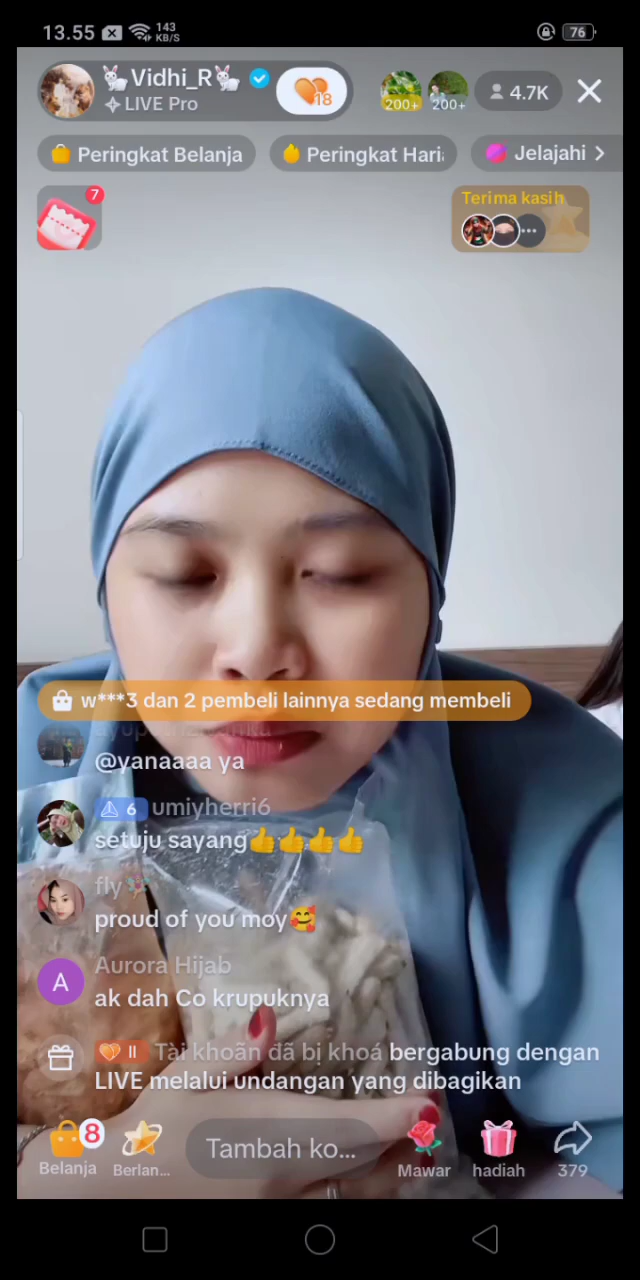 13.55
143
KB/S
76
🐇Vidhi_R🐇
LIVE Pro
18
200+
200+
4.7K
Peringkat Belanja
Peringkat Hari
Jelajahi
7
Terima kasih
w***3 dan 2 pembeli lainnya sedang membeli
@yanaaaa ya
6 umiyherri6
setuju sayang👍👍👍👍
fly
proud of you moy🥰
A
Aurora Hijab
ak dah Co krupuknya
II Tài khoãn đã bị khoá bergabung dengan
LIVE melalui undangan yang dibagikan
8
Belanja
Berlan...
Tambah ko...
Mawar
hadiah
379